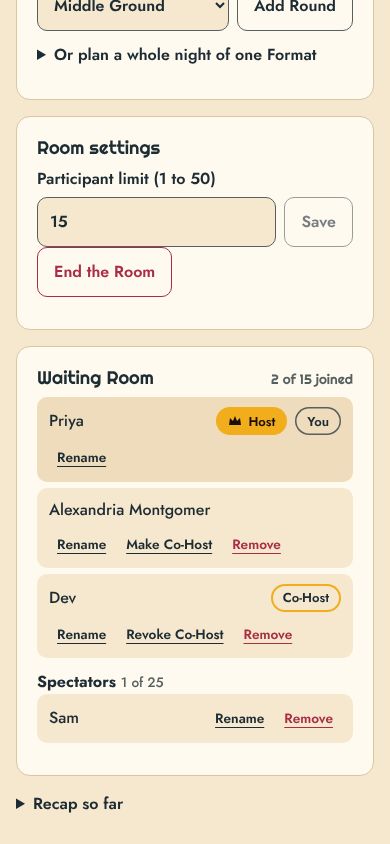 Middle Ground
Add Round
Or plan a whole night of one Format
Room settings
Participant limit (1 to 50)
15
Save
End the Room
Waiting Room
2 of 15 joined
Priya
Host
You
Rename
Alexandria Montgomer
Rename
Make Co-Host
Remove
Dev
Co-Host
Rename
Revoke Co-Host
Remove
Spectators 1 of 25
Sam
Rename
Remove
Recap so far